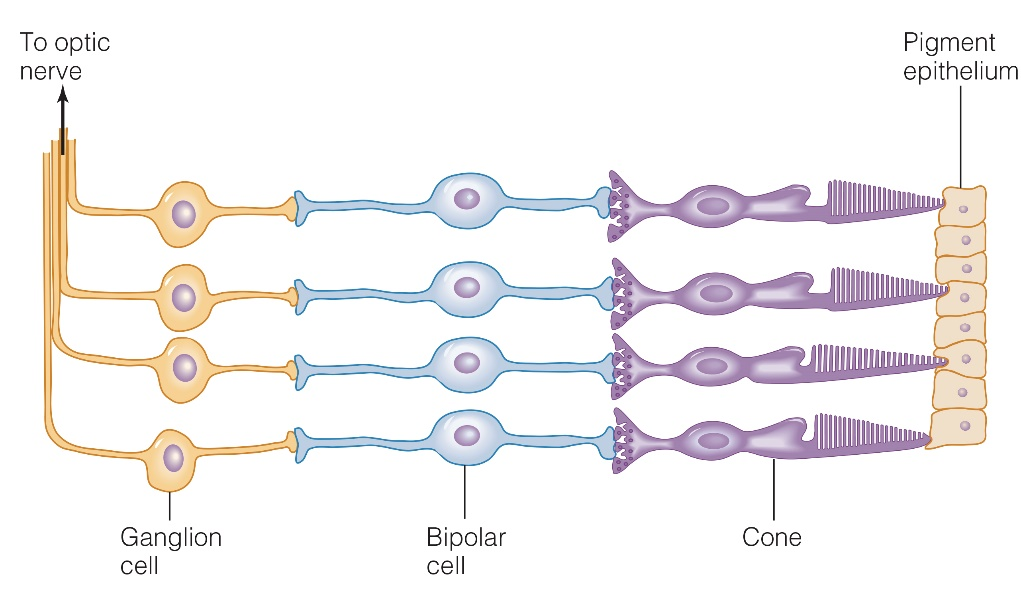 To optic
nerve
Pigment
epithelium
Ganglion
cell
Bipolar
cell
Cone